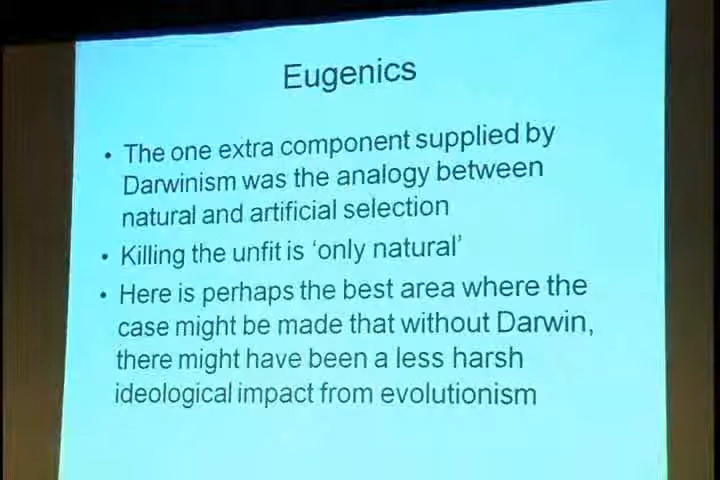 Eugenics
• The one extra component supplied by
Darwinism was the analogy between
natural and artificial selection
• Killing the unfit is ‘only natural’
• Here is perhaps the best area where the
case might be made that without Darwin,
there might have been a less harsh
ideological impact from evolutionism